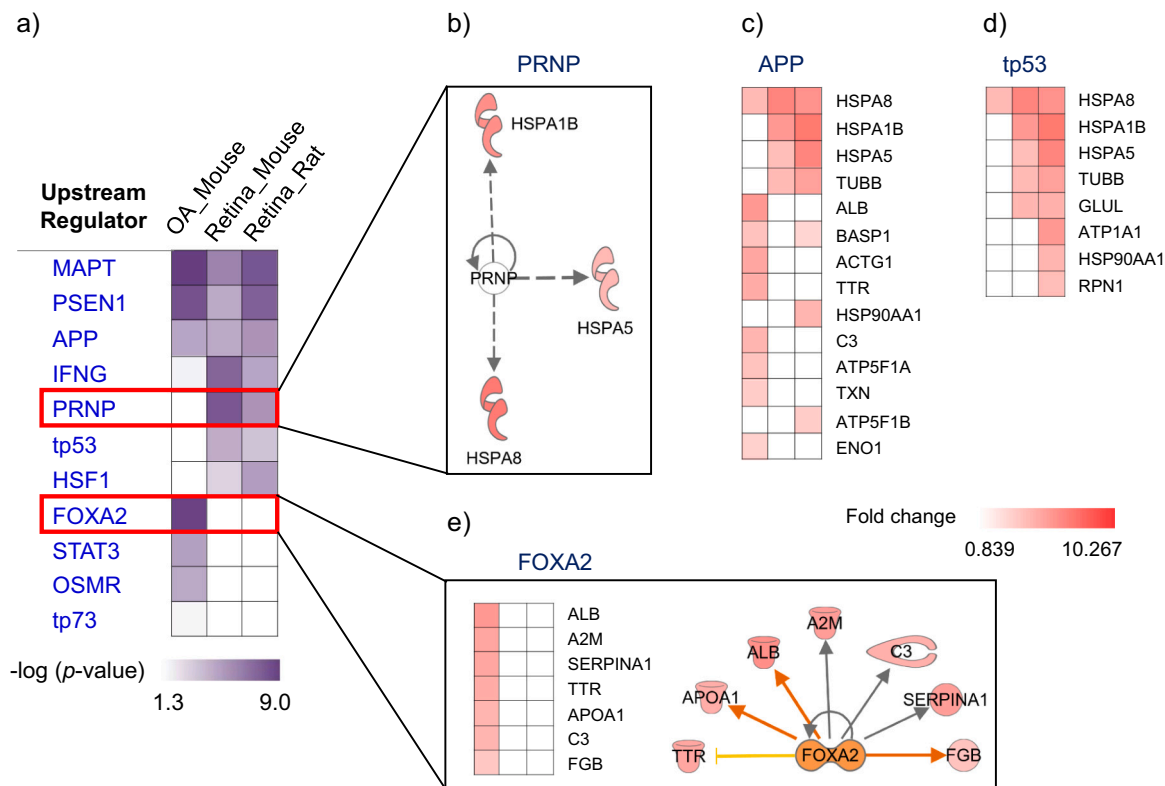 a)
Upstream
Regulator
OA_Mouse
Retina_Mouse
Retina_Rat
MAPT
PSEN1
APP
IFNG
PRNP
tp53
HSF1
FOXA2
STAT3
OSMR
tp73
-log (p-value)
1.3
9.0
b)
PRNP
HSPA1B
PRNP
HSPA5
HSPA8
c)
APP
HSPA8
HSPA1B
HSPA5
TUBB
ALB
BASP1
ACTG1
TTR
HSP90AA1
C3
ATP5F1A
TXN
ATP5F1B
ENO1
d)
tp53
HSPA8
HSPA1B
HSPA5
TUBB
GLUL
ATP1A1
HSP90AA1
RPN1
Fold change
0.839
10.267
e)
FOXA2
ALB
A2M
SERPINA1
TTR
APOA1
C3
FGB
A2M
ALB
C3
APOA1
SERPINA1
TTR
FOXA2
FGB